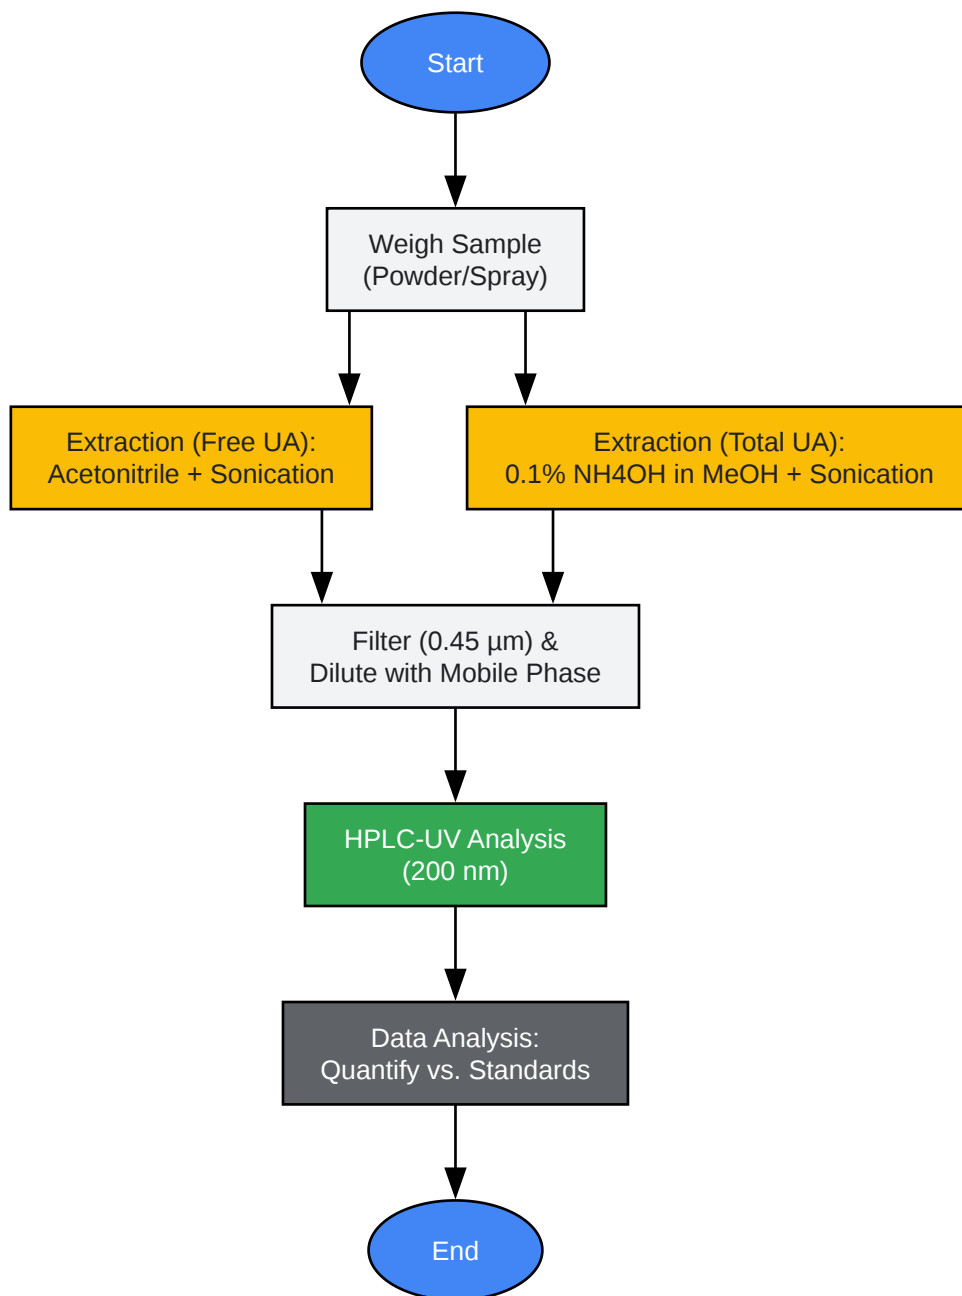 Start
Weigh Sample
(Powder/Spray)
Extraction (Free UA):
Acetonitrile + Sonication
Extraction (Total UA):
0.1% NH4OH in MeOH + Sonication
Filter (0.45 µm) &
Dilute with Mobile Phase
HPLC-UV Analysis
(200 nm)
Data Analysis:
Quantify vs. Standards
End